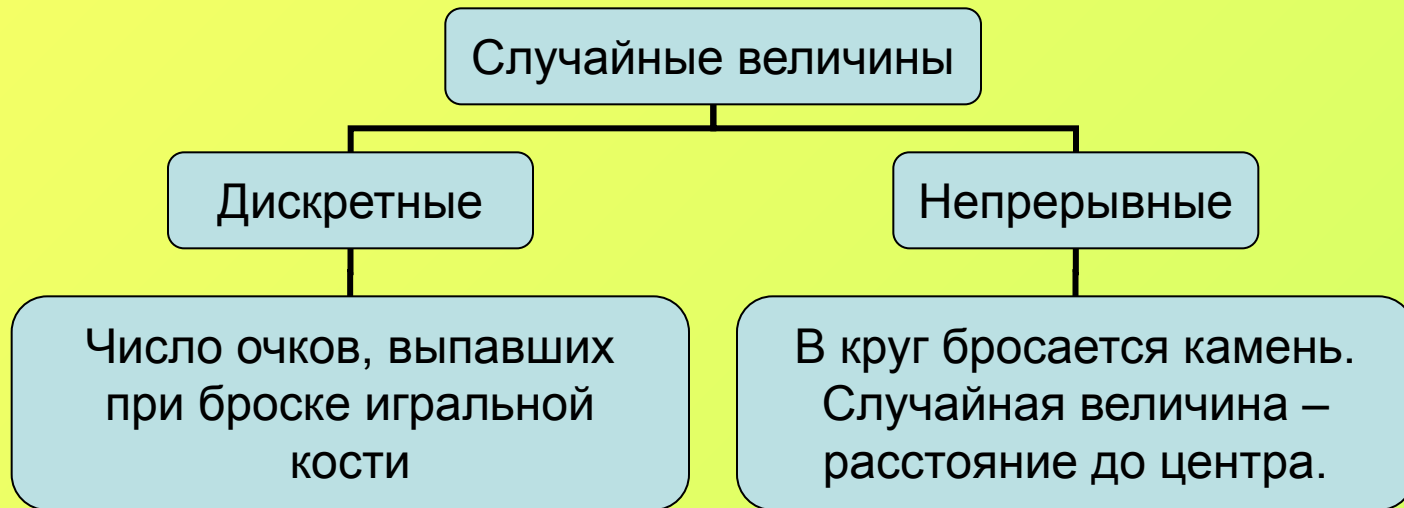 Случайные величины
Дискретные
Непрерывные
Число очков, выпавших
при броске игральной
кости
В круг бросается камень.
Случайная величина –
расстояние до центра.